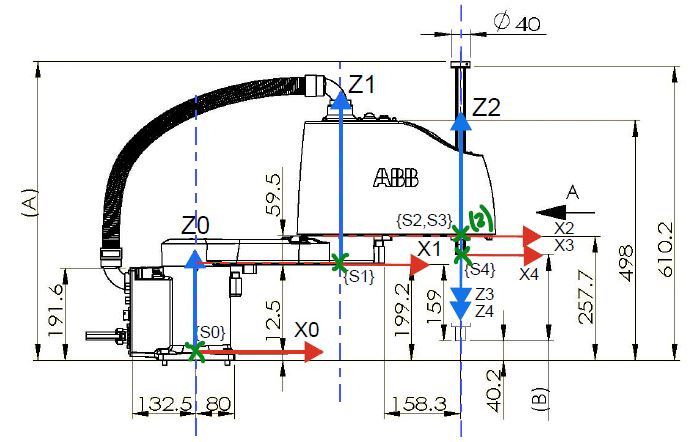 Ø 40
Z1
Z2
(A)
59.5
ABB
A
{S2,S3}
(2)
X2
Z0
X1
X3
{S1}
{S4}
X4
191.6
{S0}
X0
12.5
199.2
159
Z3
Z4
257.7
498
610.2
132.5
80
158.3
40.2
(B)